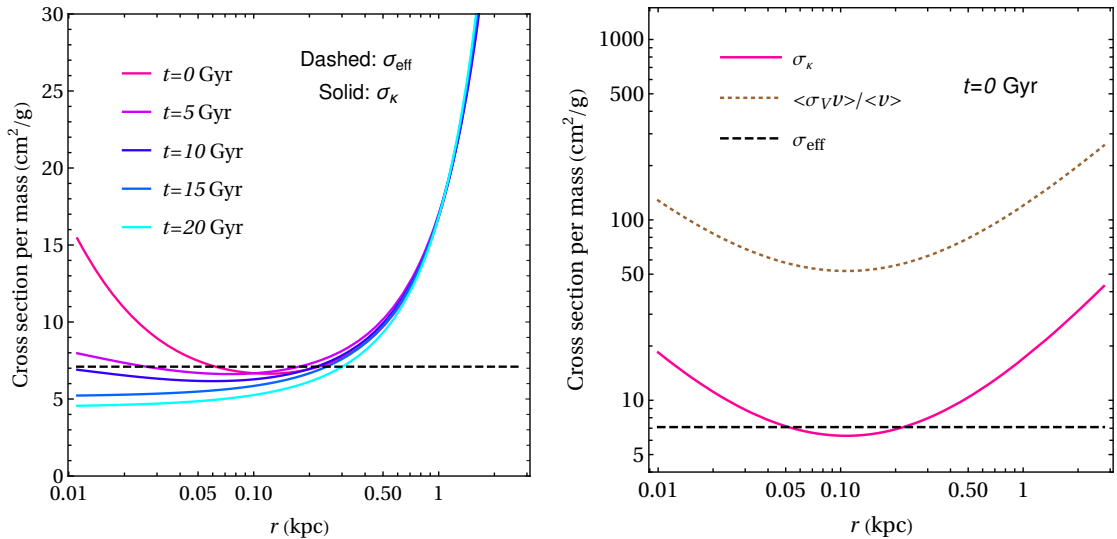 30
25
20
15
10
5
0
Cross section per mass (cm²/g)
t=0 Gyr
t=5 Gyr
t=10 Gyr
t=15 Gyr
t=20 Gyr
Dashed: σeff
Solid: σκ
0.01 0.05 0.10 0.50 1
r (kpc)
1000
500
100
50
10
5
Cross section per mass (cm²/g)
σκ
<σVv>/<v>
σeff
t=0 Gyr
0.01 0.05 0.10 0.50 1
r (kpc)